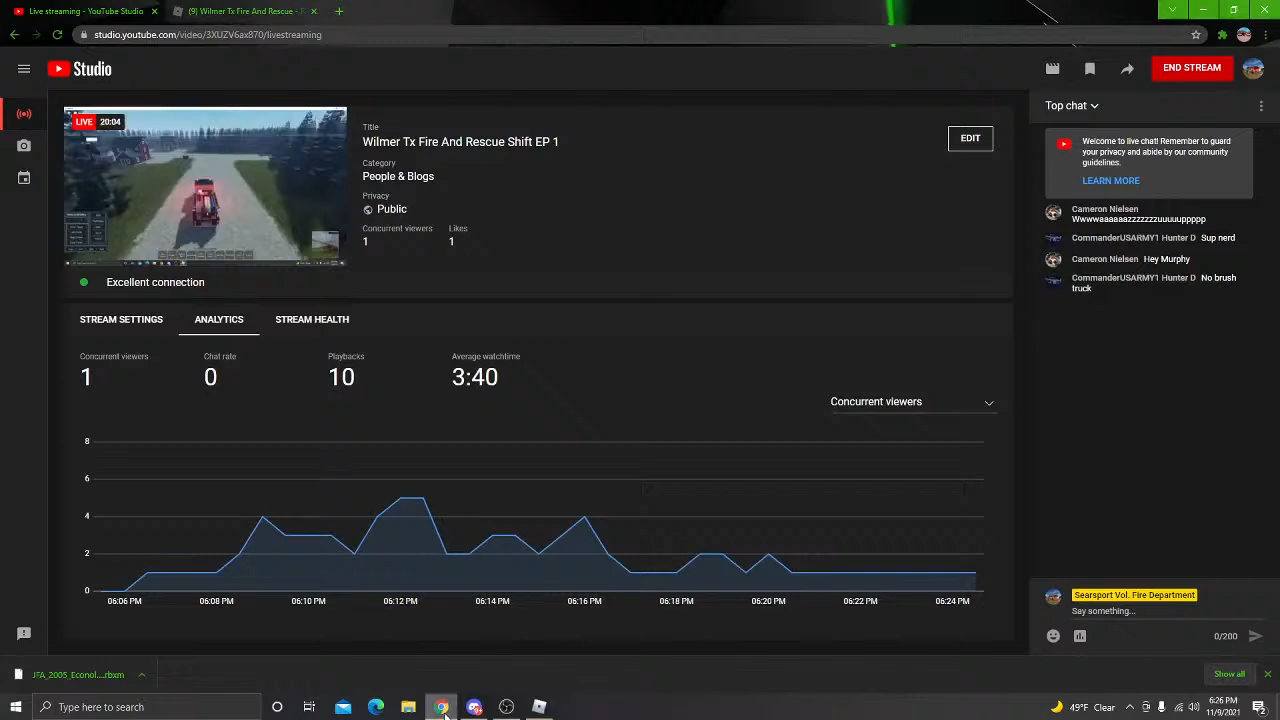 Live streaming - YouTube Studio
(9) Wilmer Tx Fire And Rescue - R
studio.youtube.com/video/3XUZV6ax870/livestreaming
Studio
END STREAM
LIVE 20:04
Title
Wilmer Tx Fire And Rescue Shift EP 1
Category
People & Blogs
Privacy
Public
Concurrent viewers Likes
1 1
EDIT
Excellent connection
STREAM SETTINGS ANALYTICS STREAM HEALTH
Concurrent viewers Chat rate Playbacks Average watchtime
1 0 10 3:40
Concurrent viewers
8
6
4
2
0
06:06 PM 06:08 PM 06:10 PM 06:12 PM 06:14 PM 06:16 PM 06:18 PM 06:20 PM 06:22 PM 06:24 PM
Top chat
Welcome to live chat! Remember to guard
your privacy and abide by our community
guidelines.
LEARN MORE
Cameron Nielsen
Wwwwaaaaaazzzzzzuuuuuppppp
CommanderUSARMY1 Hunter D Sup nerd
Cameron Nielsen Hey Murphy
CommanderUSARMY1 Hunter D No brush
truck
Searsport Vol. Fire Department
Say something...
0/200
JFA_2005_Econol....rbxm
Show all
Type here to search
49°F Clear
6:26 PM
11/9/2021
2